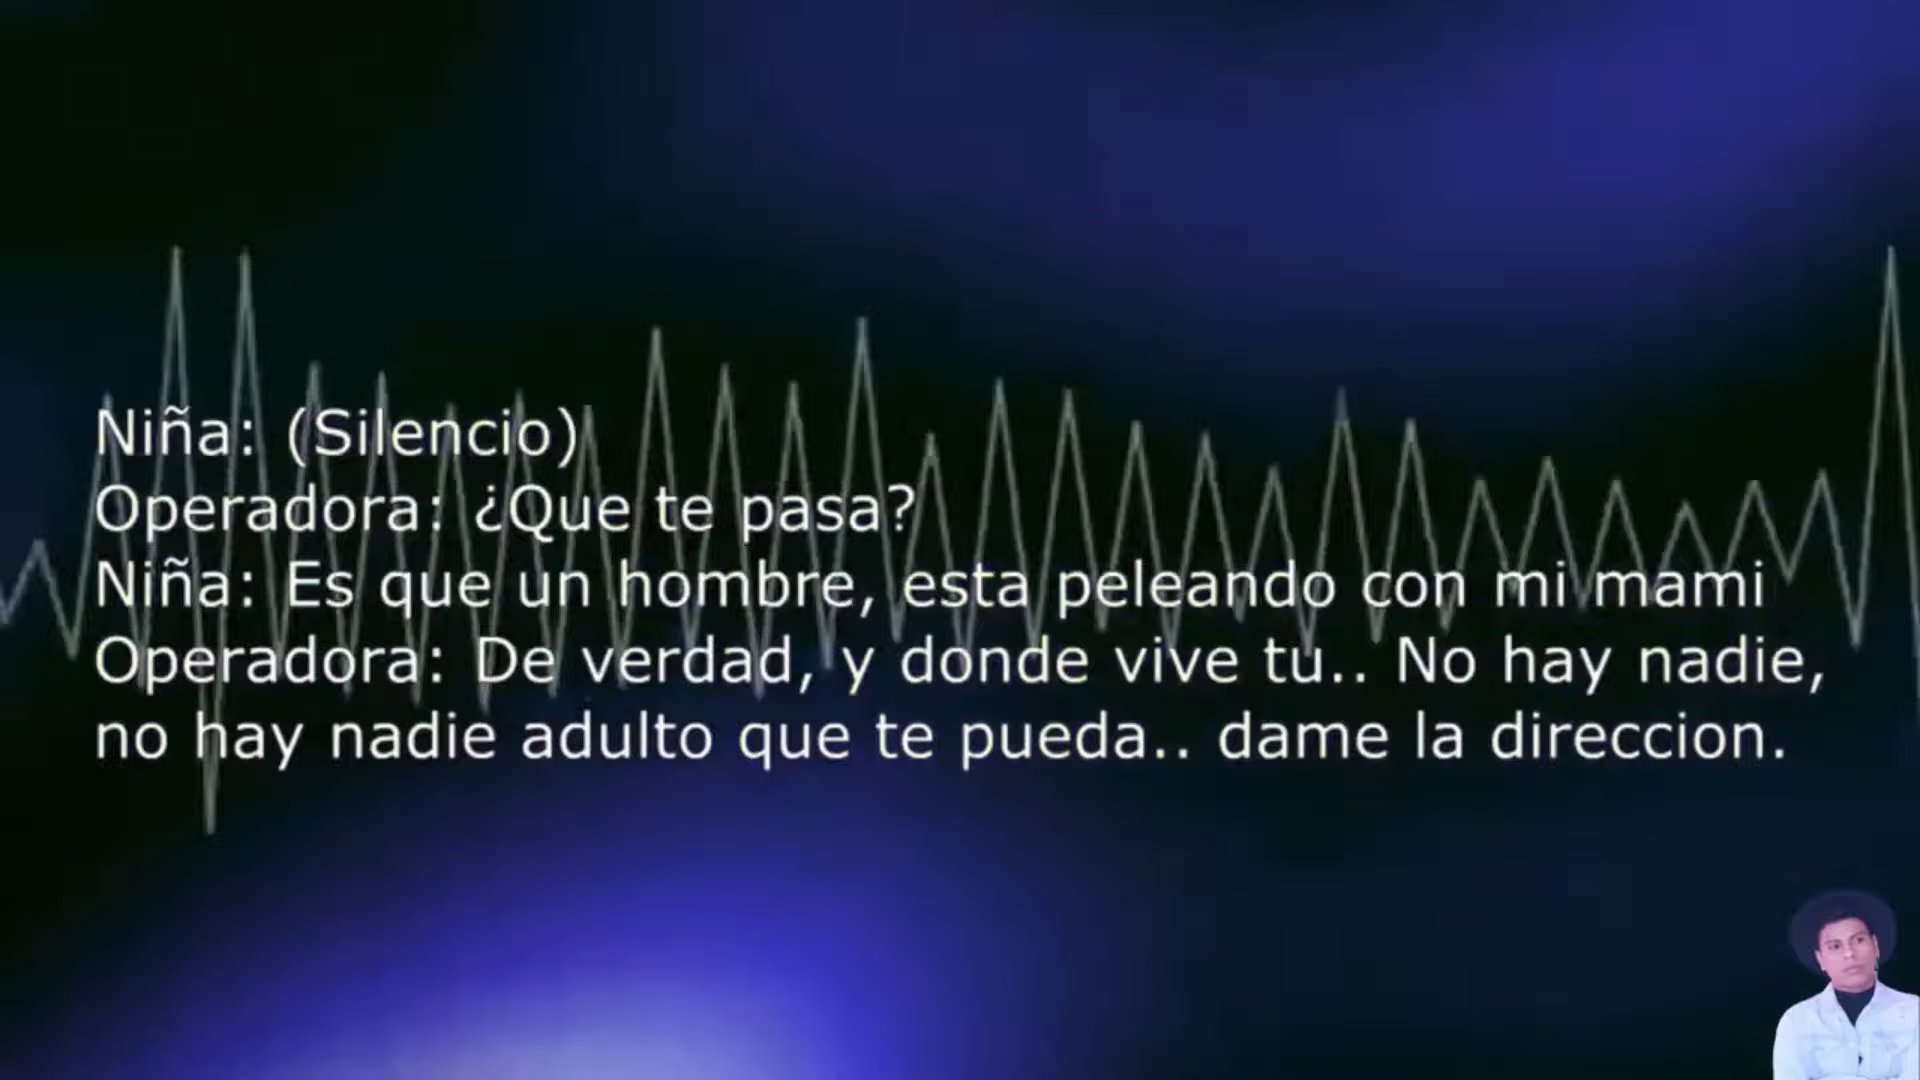 Niña: (Silencio)
Operadora: ¿Que te pasa?
Niña: Es que un hombre, esta peleando con mi mami
Operadora: De verdad, y donde vive tu.. No hay nadie,
no hay nadie adulto que te pueda.. dame la direccion.